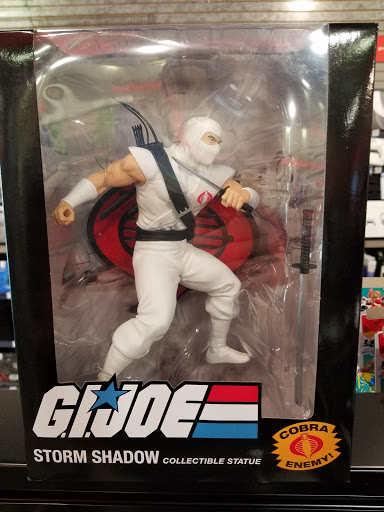 G.I.JOE
STORM SHADOW COLLECTIBLE STATUE
COBRA
ENEMY!